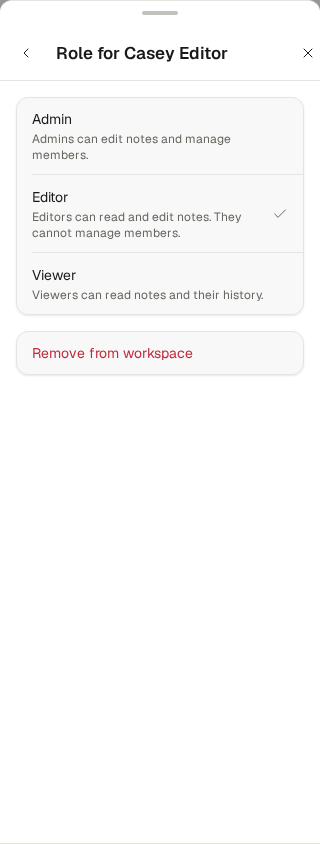 Role for Casey Editor
Admin
Admins can edit notes and manage
members.
Editor
Editors can read and edit notes. They
cannot manage members.
Viewer
Viewers can read notes and their history.
Remove from workspace